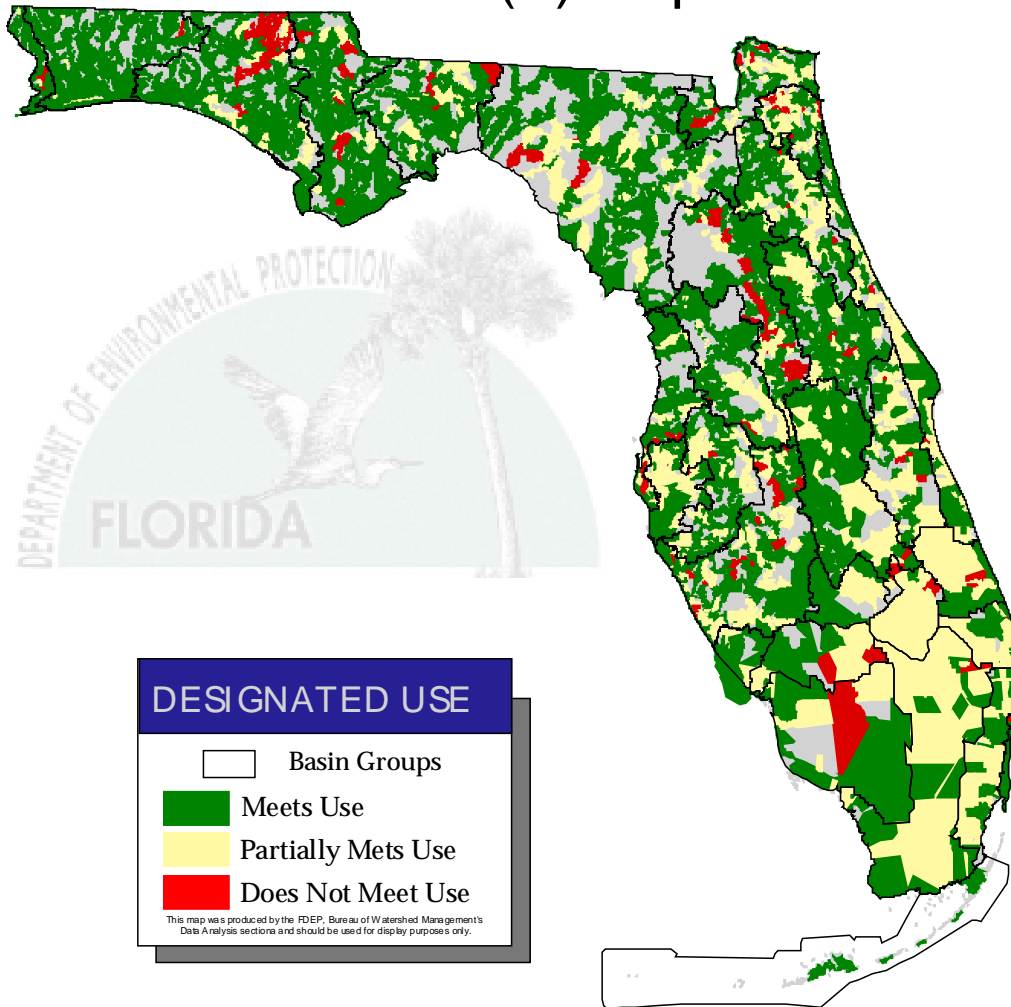 DEPARTMENT OF ENVIRONMENTAL PROTECTION
FLORIDA
DESIGNATED USE
Basin Groups
Meets Use
Partially Mets Use
Does Not Meet Use
This map was produced by the FDEP, Bureau of Watershed Management's
Data Analysis sectiona and should be used for display purposes only.